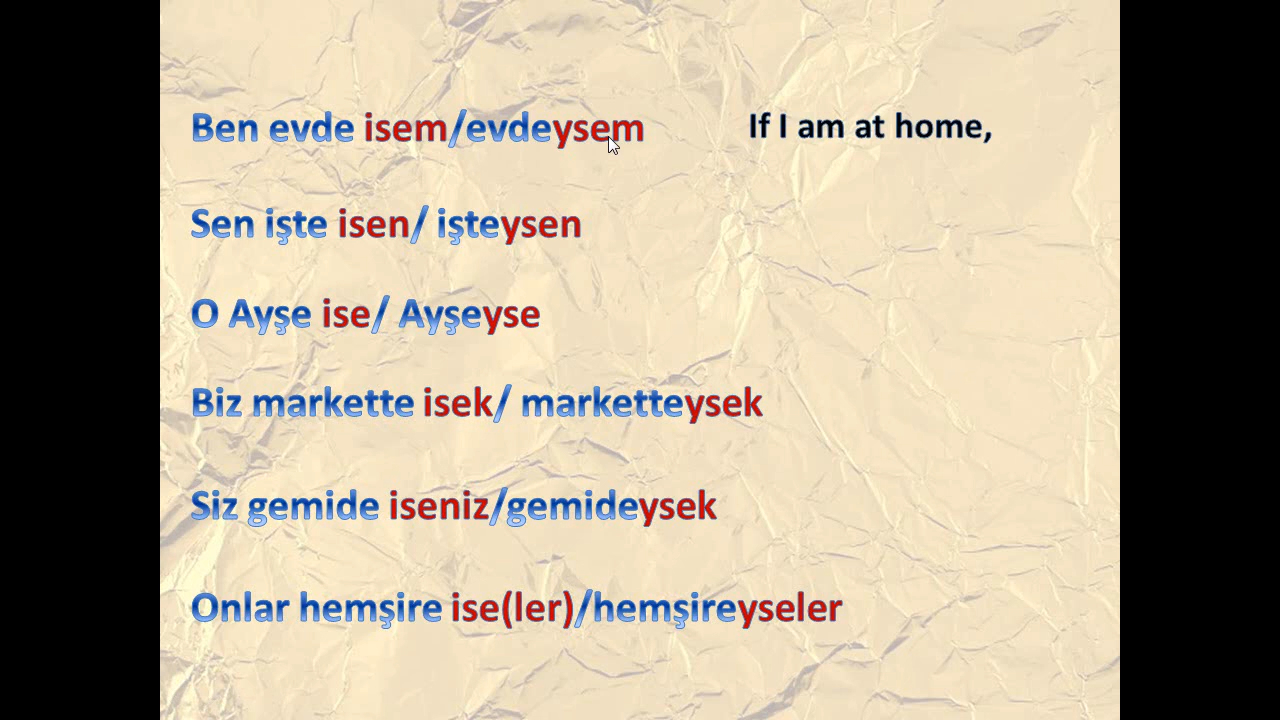 Ben evde isem/evdeysem If I am at home,
Sen işte isen/ işteysen
O Ayşe ise/ Ayşeyse
Biz markette isek/ marketteysek
Siz gemide iseniz/gemideysek
Onlar hemşire ise(ler)/hemşireyseler